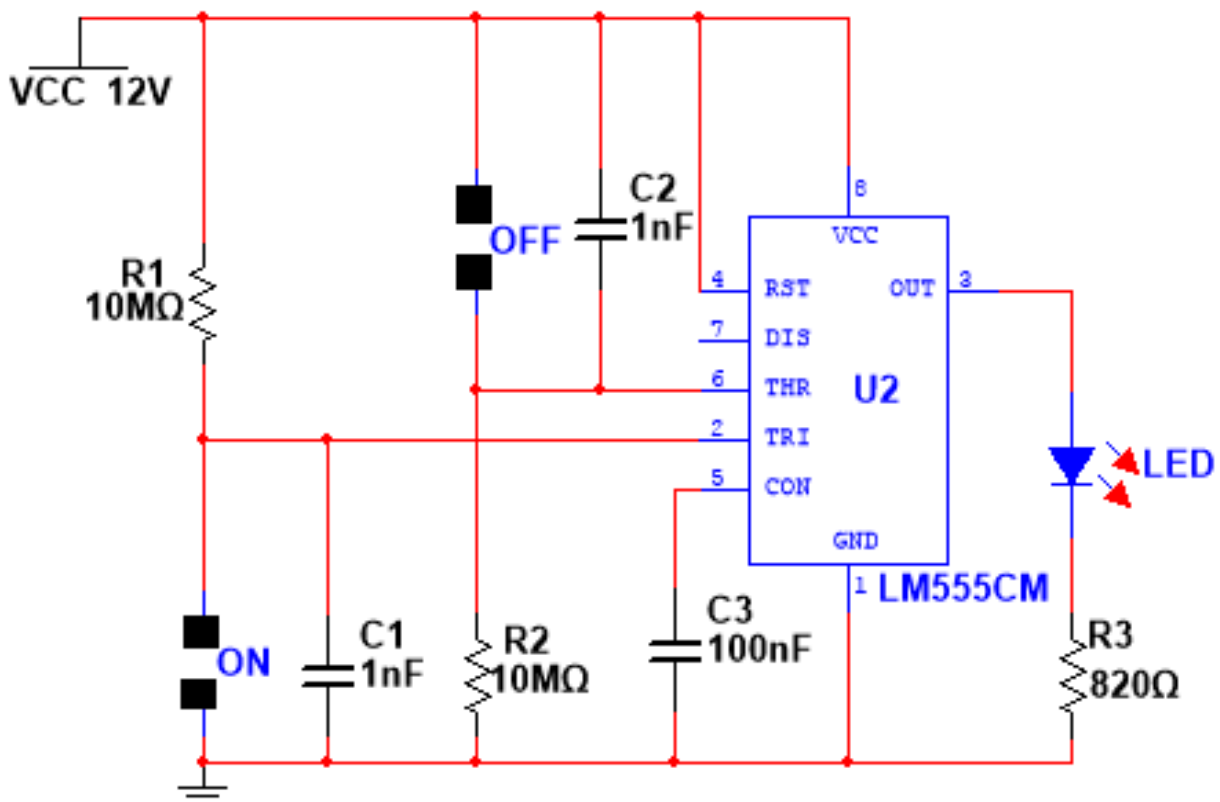 VCC 12V
R1
10MΩ
OFF
C2
1nF
8
VCC
4
RST
OUT
3
7
DIS
6
THR
U2
2
TRI
5
CON
LED
GND
1
LM555CM
ON
C1
1nF
R2
10MΩ
C3
100nF
R3
820Ω